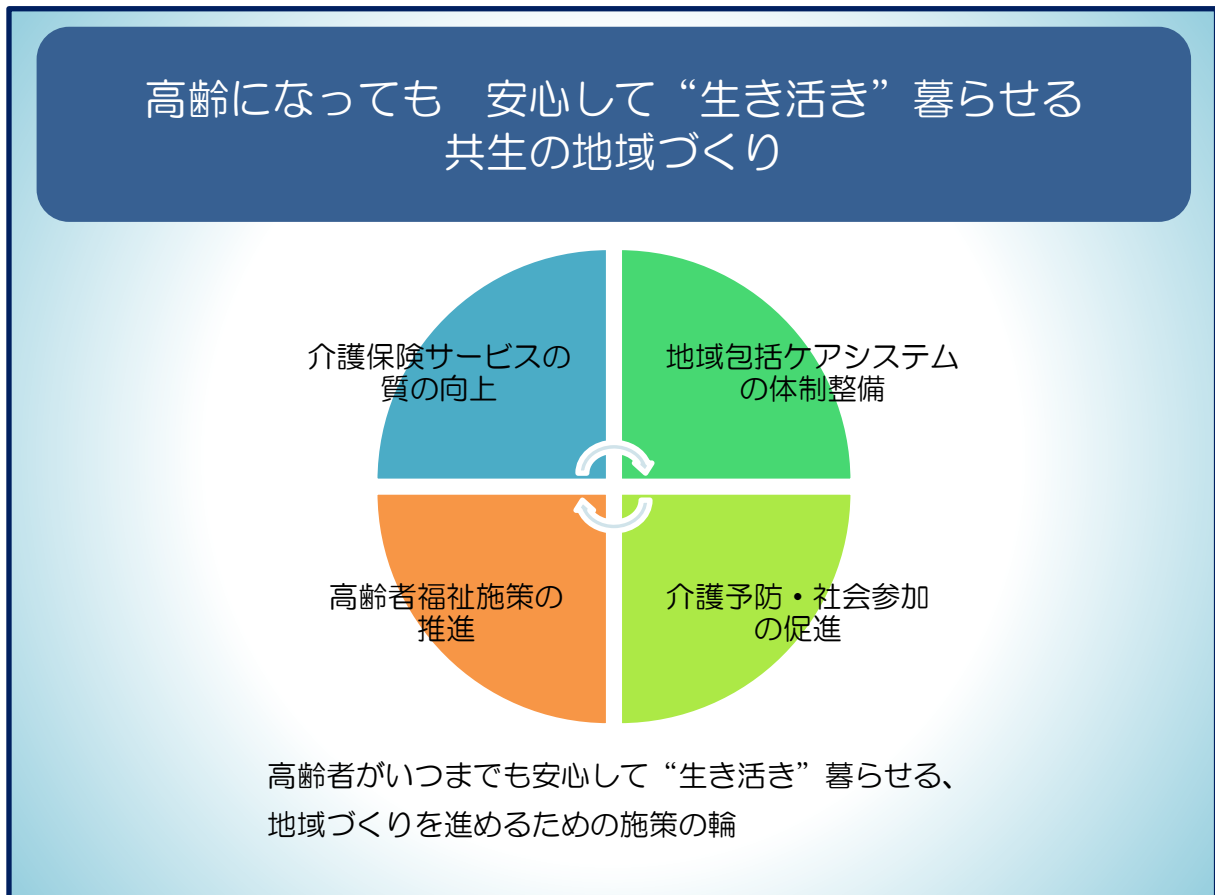 高齢になっても　安心して“生き活き”暮らせる
共生の地域づくり
介護保険サービスの
質の向上
地域包括ケアシステム
の体制整備
高齢者福祉施策の
推進
介護予防・社会参加
の促進
高齢者がいつまでも安心して“生き活き”暮らせる、
地域づくりを進めるための施策の輪